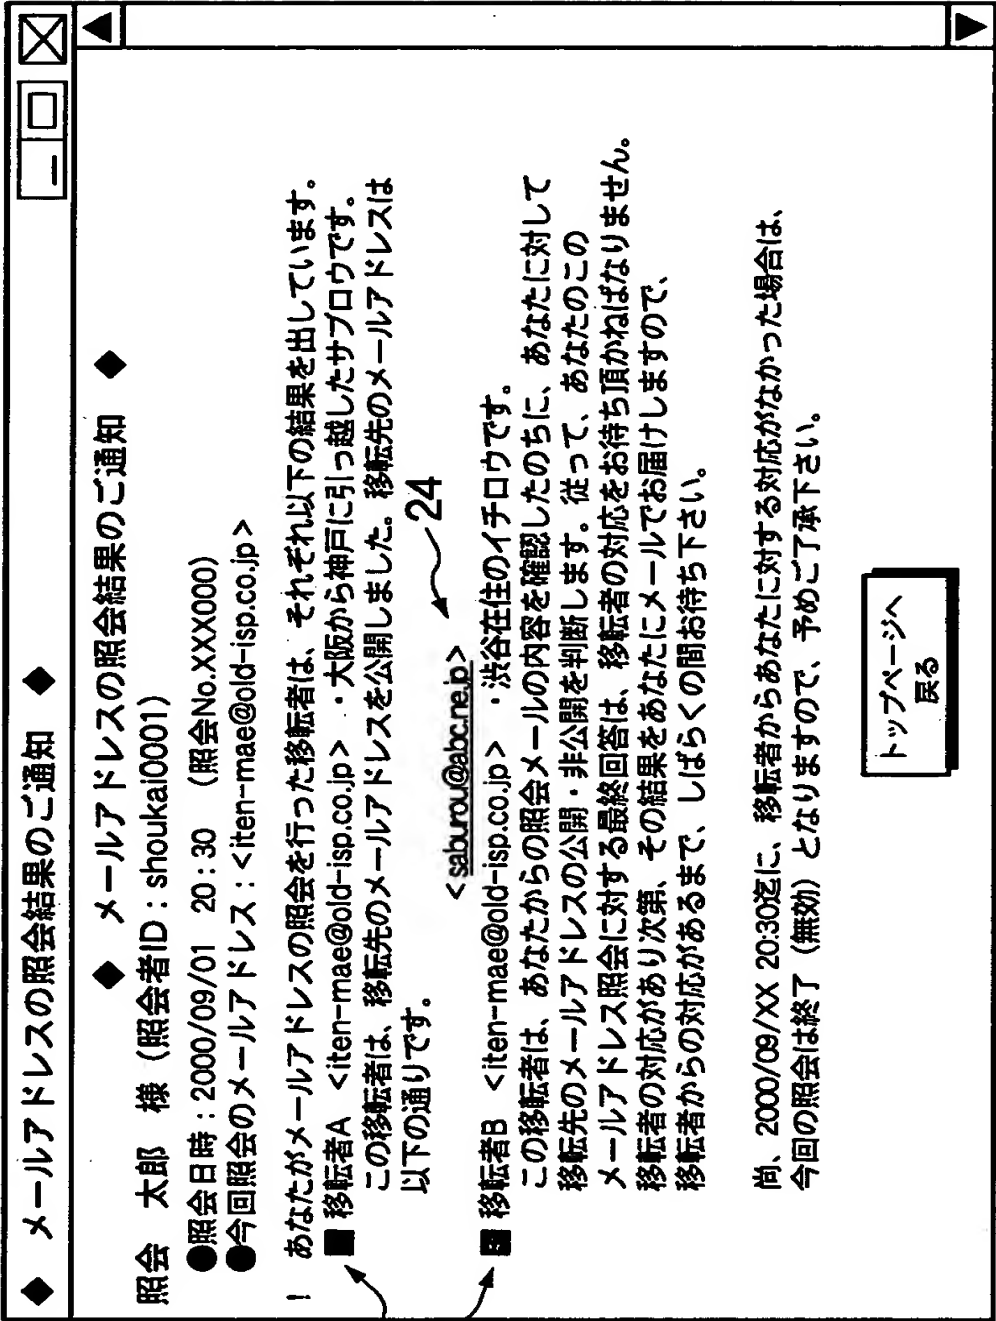 ◆ メールアドレスの照会結果のご通知 ◆
◆ メールアドレスの照会結果のご通知 ◆
照会 太郎 様（照会者ID：shoukai0001）
●照会日時：2000/09/01 20：30 （照会No.XXX000）
●今回照会のメールアドレス：<iten-mae@old-isp.co.jp>
！ あなたがメールアドレスの照会を行った移転者は、それぞれ以下の結果を出しています。
■ 移転者A <iten-mae@old-isp.co.jp> ・大阪から神戸に引っ越したサブロウです。
この移転者は、移転先のメールアドレスを公開しました。移転先のメールアドレスは
以下の通りです。
<saburou@abc.ne.jp>
24
■ 移転者B <iten-mae@old-isp.co.jp> ・渋谷在住のイチロウです。
この移転者は、あなたからの照会メールの内容を確認したのちに、あなたに対して
移転先のメールアドレスの公開・非公開を判断します。従って、あなたのこの
メールアドレス照会に対する最終回答は、移転者の対応をお待ち頂かねばなりません。
移転者の対応があり次第、その結果をあなたにメールでお届けしますので、
移転者からの対応があるまで、しばらくの間お待ち下さい。
尚、2000/09/XX 20:30迄に、移転者からあなたに対する対応がなかった場合は、
今回の照会は終了（無効）となりますので、予めご了承下さい。
トップページへ
戻る